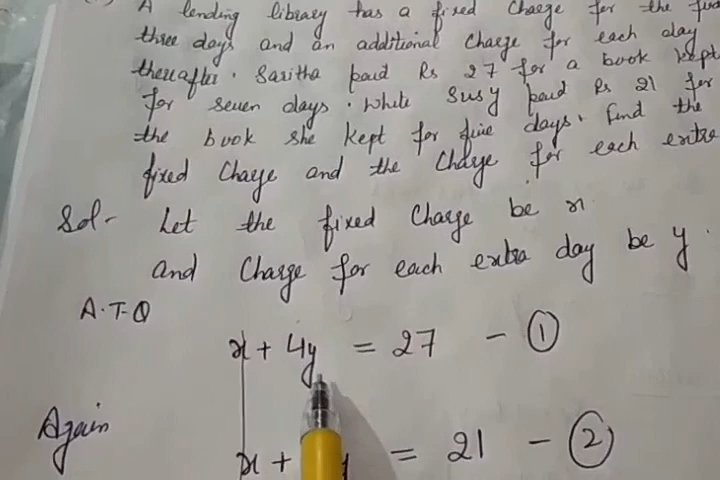 A lending library has a fixed Charge for the
three days and an additional Charge for each day
thereafter. Saritha paid Rs 27 for a book kept
for seven days. While Susy paid Rs 21 for
the book she kept for five days. Find the
fixed Charge and the Charge for each extra
Sol- Let the fixed Charge be x
and Charge for each extra day be y.
A.T.Q
x + 4y = 27 - ①
Again
x + = 21 - ②